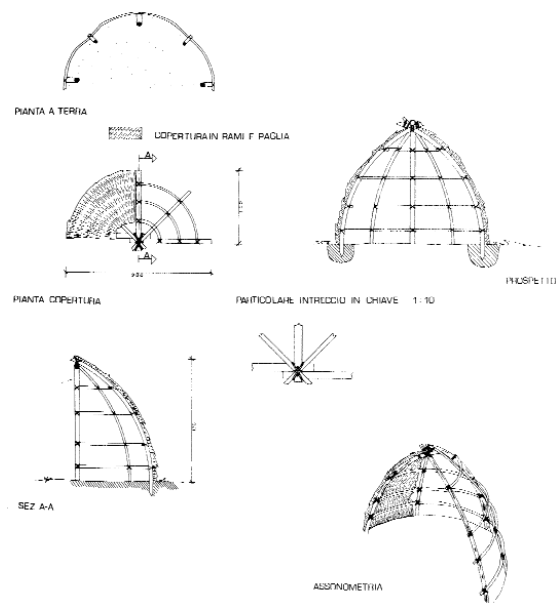 PIANTA A TERRA
COPERTURA IN RAMI E PAGLIA
A
A
PIANTA COPERTURA
PARTICOLARE INTRECCIO IN CHIAVE 1:10
PROSPETTO
SEZ A-A
ASSONOMETRIA